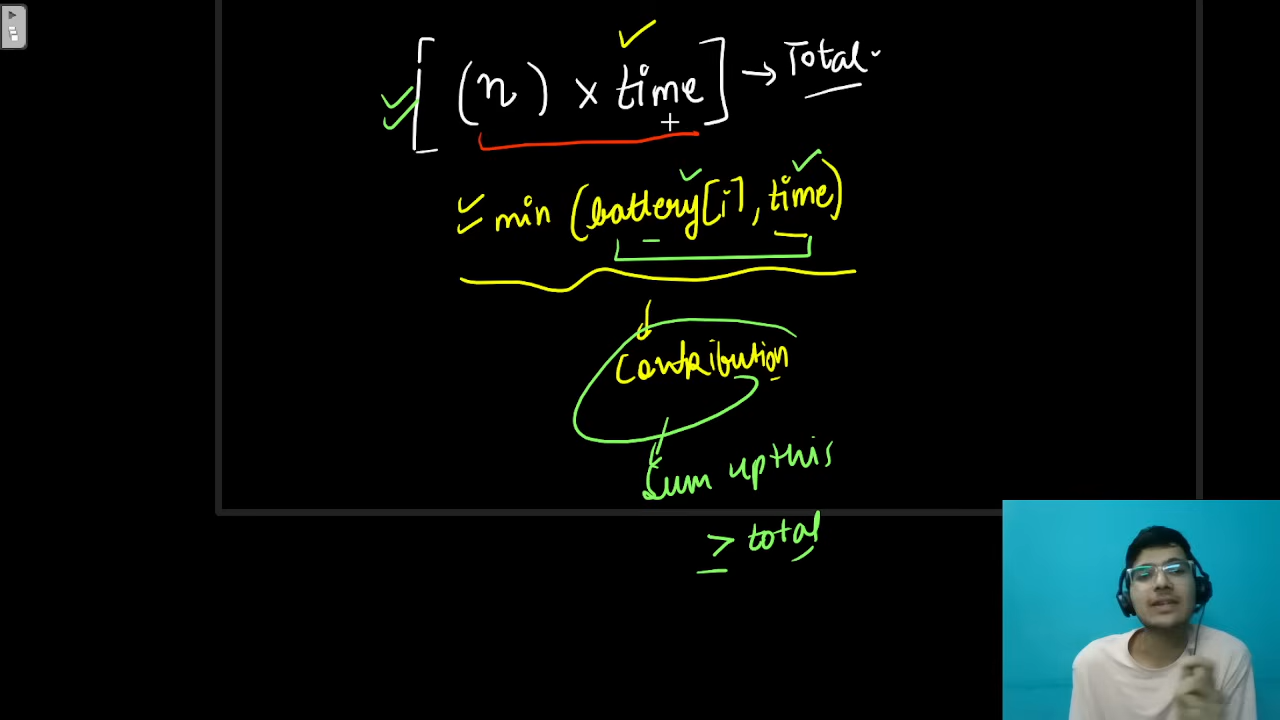 [ (n) × time ] → Total.
min (battery[i], time)
Contribution
Sum up this
≥ total